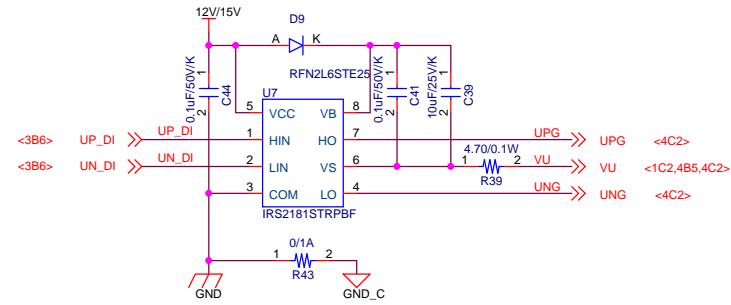 12V/15V
D9
A K
RFN2L6STE25
0.1uF/50V/K
1
2
C44
U7
0.1uF/50V/K
1
2
C41
10uF/25V/K
1
2
C39
5 VCC VB 8
<3B6> UP_DI UP_DI 1 HIN HO 7 UPG UPG <4C2>
4.70/0.1W
<3B6> UN_DI UN_DI 2 LIN VS 6 1 2 VU VU <1C2,4B5,4C2>
R39
3 COM LO 4 UNG UNG <4C2>
IRS2181STRPBF
0/1A
1 2
R43
GND GND_C